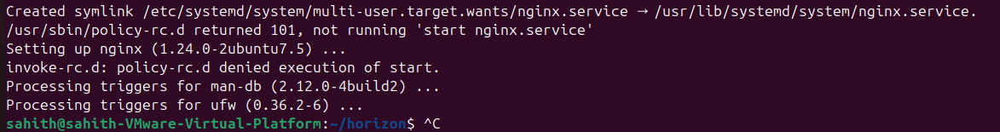 Created symlink /etc/systemd/system/multi-user.target.wants/nginx.service → /usr/lib/systemd/system/nginx.service.
/usr/sbin/policy-rc.d returned 101, not running 'start nginx.service'
Setting up nginx (1.24.0-2ubuntu7.5) ...
invoke-rc.d: policy-rc.d denied execution of start.
Processing triggers for man-db (2.12.0-4build2) ...
Processing triggers for ufw (0.36.2-6) ...
sahith@sahith-VMware-Virtual-Platform:~/horizon$ ^C